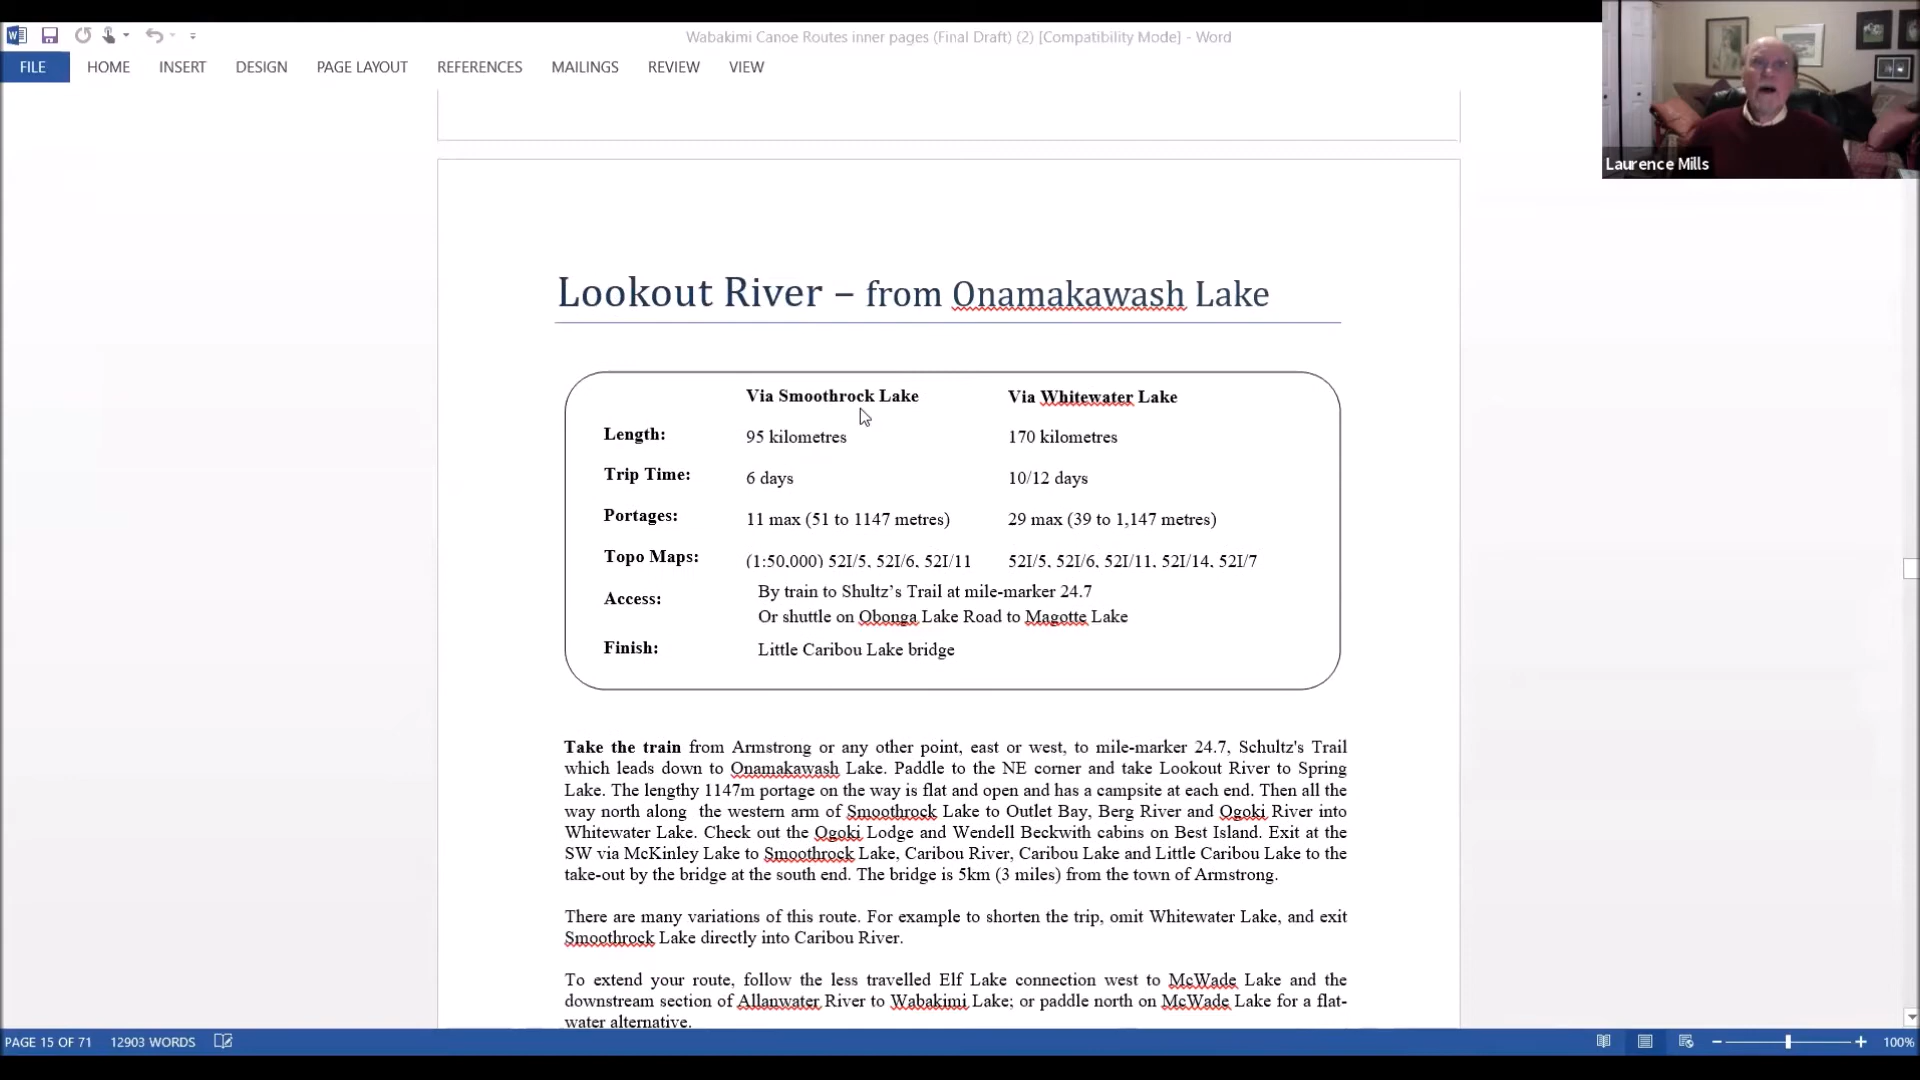 Wabakimi Canoe Routes inner pages (Final Draft) (2) [Compatibility Mode] - Word
FILE HOME INSERT DESIGN PAGE LAYOUT REFERENCES MAILINGS REVIEW VIEW
Laurence Mills
Lookout River – from Onamakawash Lake
Via Smoothrock Lake Via Whitewater Lake
Length: 95 kilometres 170 kilometres
Trip Time: 6 days 10/12 days
Portages: 11 max (51 to 1147 metres) 29 max (39 to 1,147 metres)
Topo Maps: (1:50,000) 52I/5, 52I/6, 52I/11 52I/5, 52I/6, 52I/11, 52I/14, 52I/7
Access: By train to Shultz’s Trail at mile-marker 24.7
Or shuttle on Obonga Lake Road to Magotte Lake
Finish: Little Caribou Lake bridge
Take the train from Armstrong or any other point, east or west, to mile-marker 24.7, Schultz's Trail
which leads down to Onamakawash Lake. Paddle to the NE corner and take Lookout River to Spring
Lake. The lengthy 1147m portage on the way is flat and open and has a campsite at each end. Then all the
way north along the western arm of Smoothrock Lake to Outlet Bay, Berg River and Ogoki River into
Whitewater Lake. Check out the Ogoki Lodge and Wendell Beckwith cabins on Best Island. Exit at the
SW via McKinley Lake to Smoothrock Lake, Caribou River, Caribou Lake and Little Caribou Lake to the
take-out by the bridge at the south end. The bridge is 5km (3 miles) from the town of Armstrong.
There are many variations of this route. For example to shorten the trip, omit Whitewater Lake, and exit
Smoothrock Lake directly into Caribou River.
To extend your route, follow the less travelled Elf Lake connection west to McWade Lake and the
downstream section of Allanwater River to Wabakimi Lake; or paddle north on McWade Lake for a flat-
water alternative.
PAGE 15 OF 71 12903 WORDS 100%